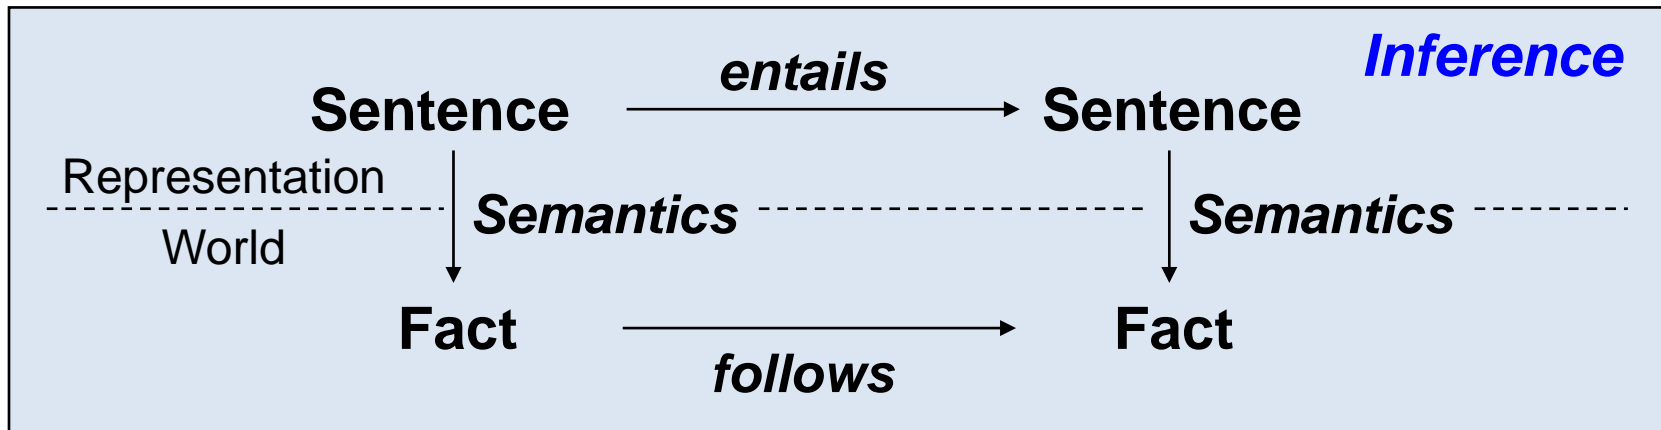 Inference
entails
Sentence Sentence
Representation
Semantics Semantics
World
Fact Fact
follows